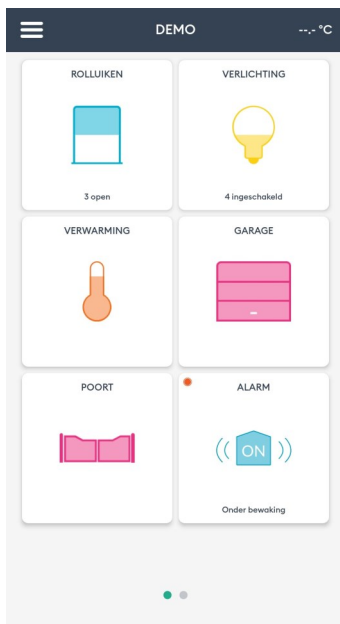 DEMO
--,- °C
ROLLUIKEN
VERLICHTING
3 open
4 ingeschakeld
VERWARMING
GARAGE
POORT
ALARM
ON
Onder bewaking